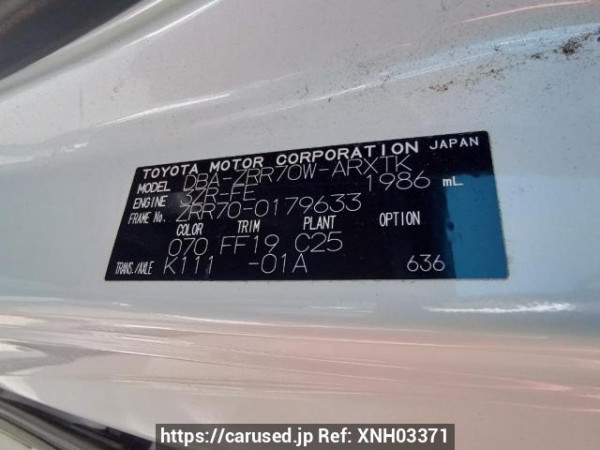 TOYOTA MOTOR CORPORATION JAPAN
MODEL DBA-ZRR70W-ARXTK
ENGINE 3ZR-FE 1986 mL
FRAME No. ZRR70-0179633
COLOR TRIM PLANT OPTION
070 FF19 C25
TRANS./AXLE K111 -01A 636
https://carused.jp Ref: XNH03371